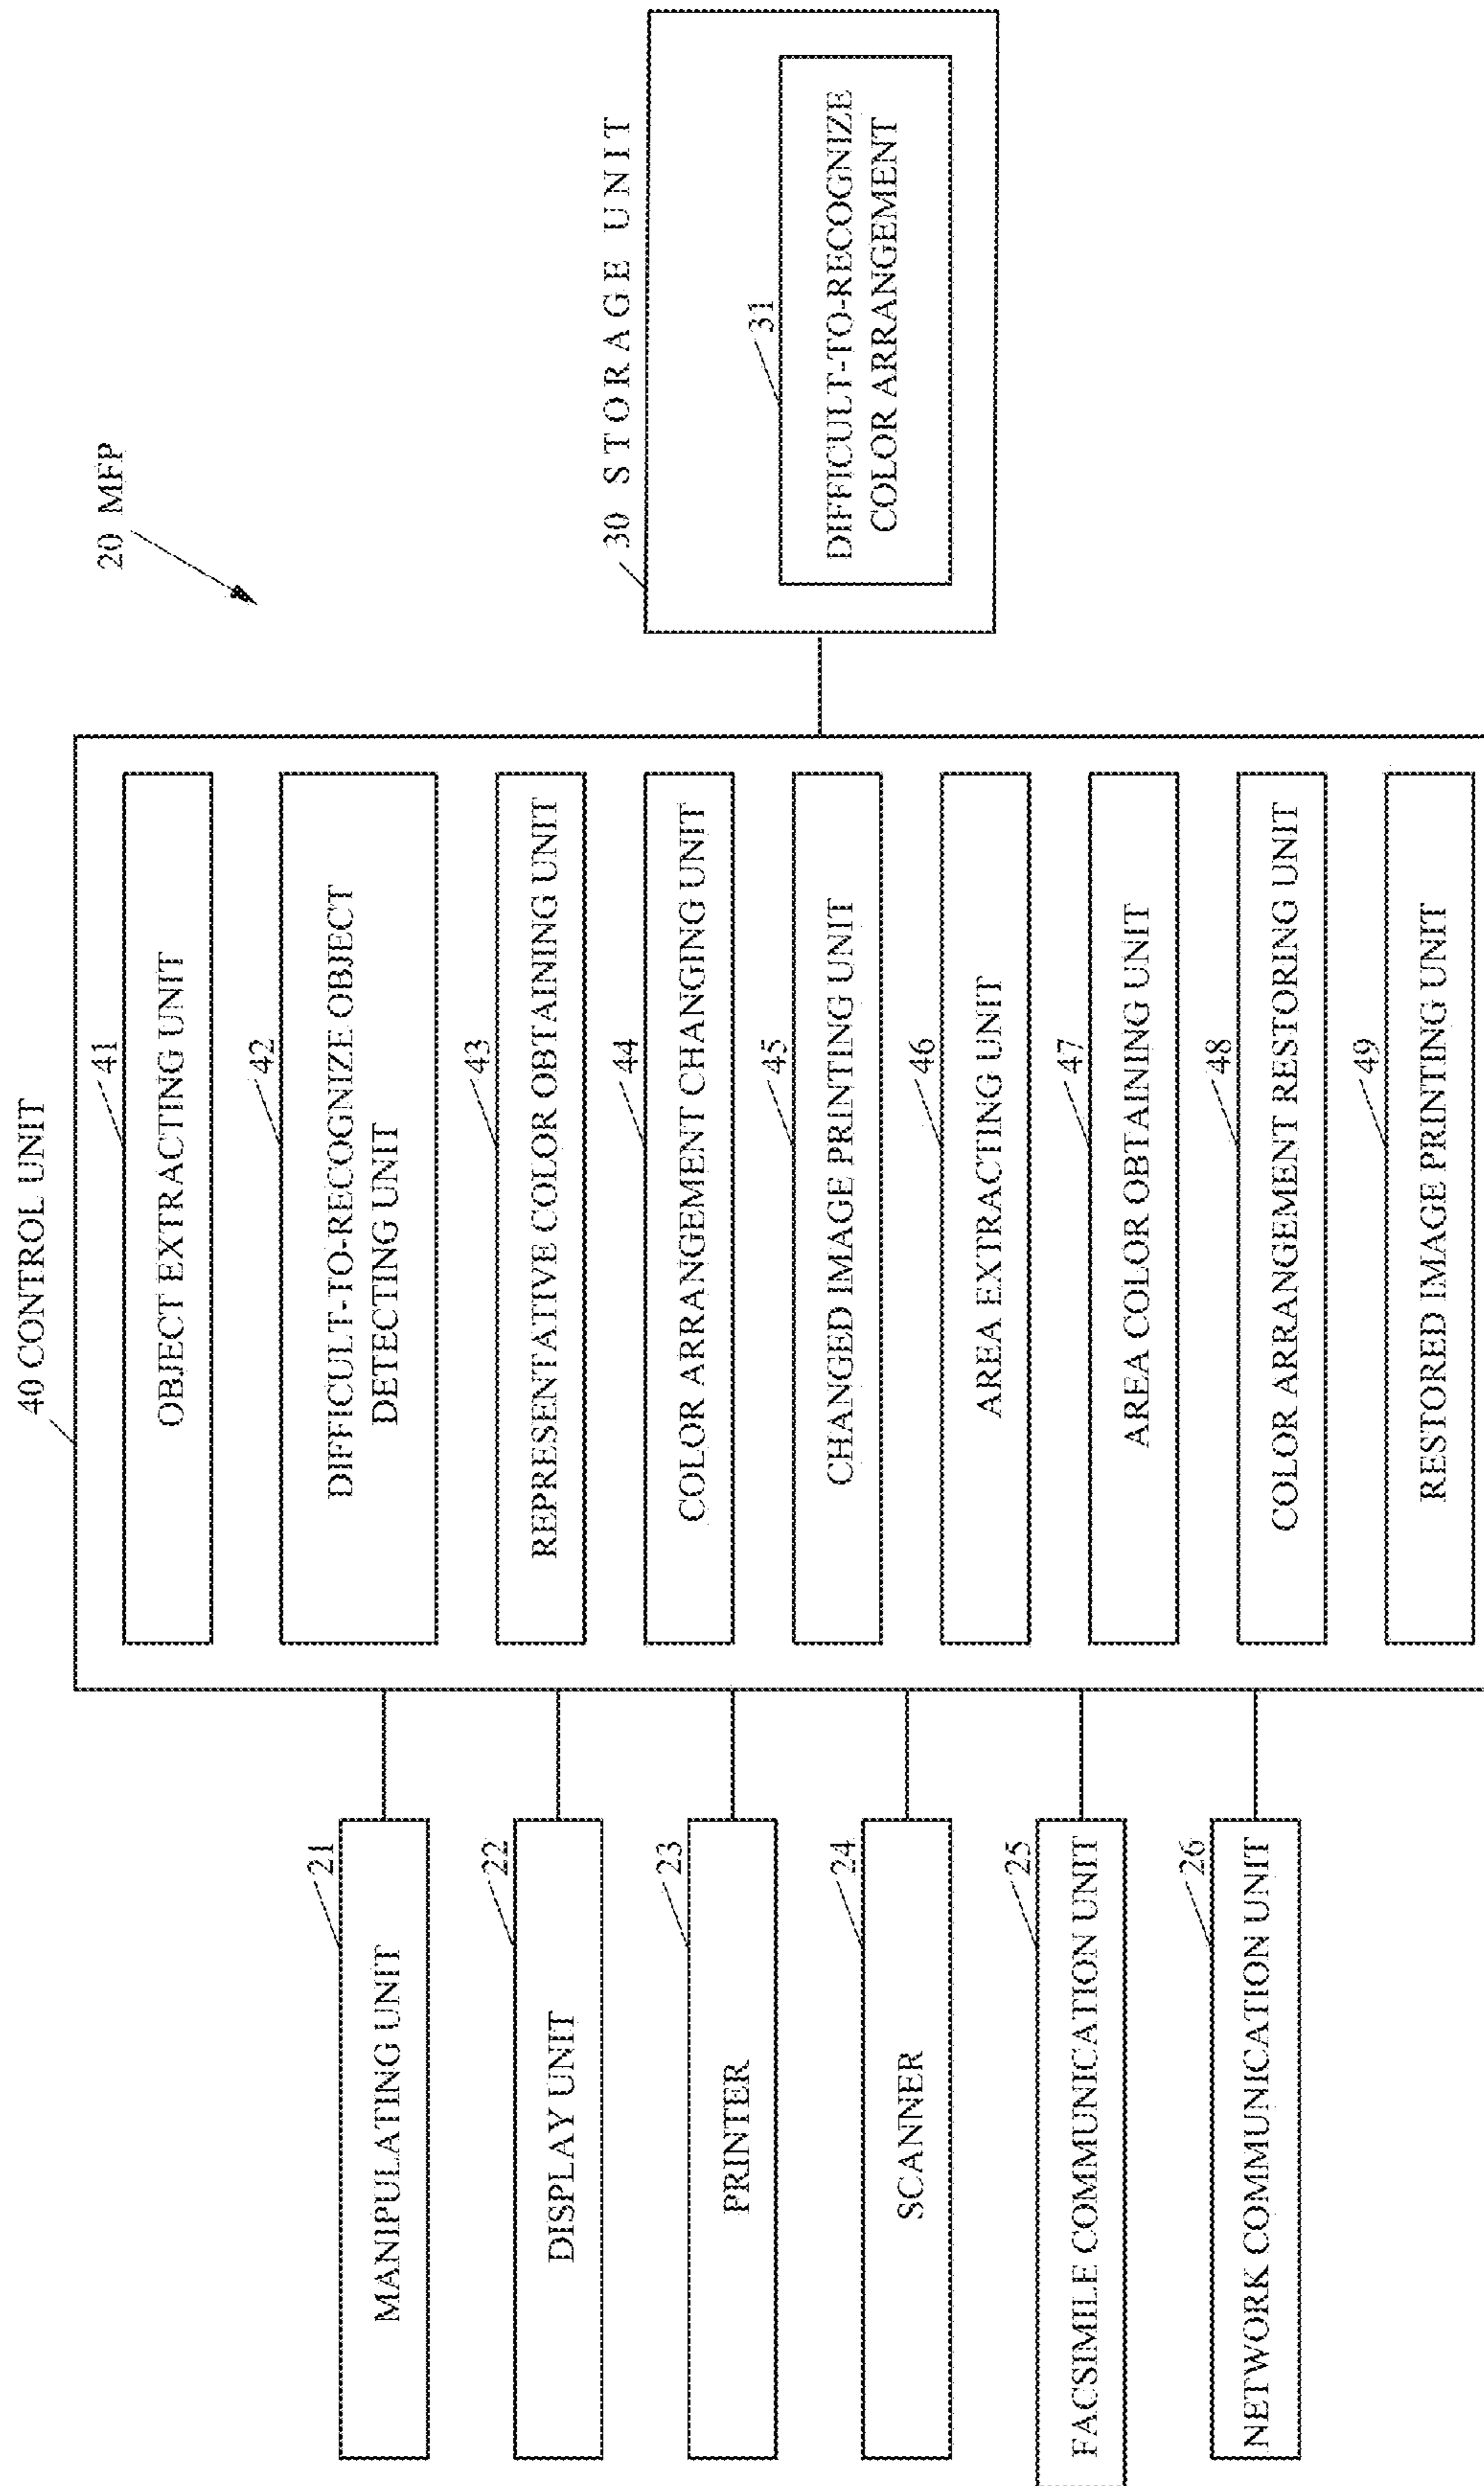 20 MFP
40 CONTROL UNIT
21
MANIPULATING UNIT
22
DISPLAY UNIT
23
PRINTER
24
SCANNER
25
FACSIMILE COMMUNICATION UNIT
26
NETWORK COMMUNICATION UNIT
41
OBJECT EXTRACTING UNIT
42
DIFFICULT-TO-RECOGNIZE OBJECT
DETECTING UNIT
43
REPRESENTATIVE COLOR OBTAINING UNIT
44
COLOR ARRANGEMENT CHANGING UNIT
45
CHANGED IMAGE PRINTING UNIT
46
AREA EXTRACTING UNIT
47
AREA COLOR OBTAINING UNIT
48
COLOR ARRANGEMENT RESTORING UNIT
49
RESTORED IMAGE PRINTING UNIT
30 STORAGE UNIT
31
DIFFICULT-TO-RECOGNIZE
COLOR ARRANGEMENT